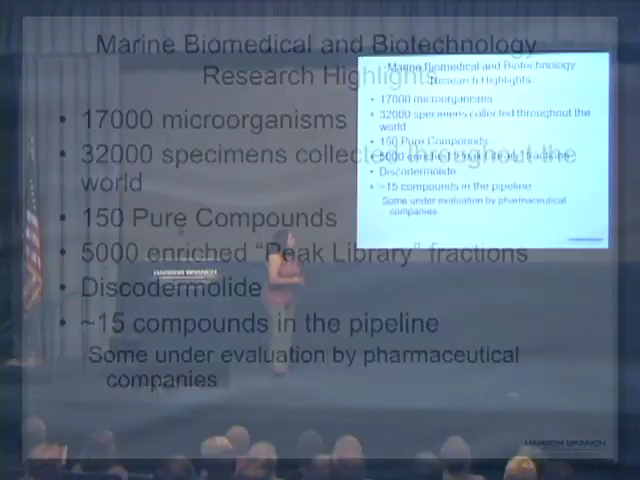 Marine Biomedical and Biotechnology
Research Highlights
• 17000 microorganisms
• 32000 specimens collected throughout the
world
• 150 Pure Compounds
• 5000 enriched “Peak Library” fractions
• Discodermolide
• ~15 compounds in the pipeline
Some under evaluation by pharmaceutical
companies
HARBOR BRANCH
Marine Biomedical and Biotechnology
Research Highlights
• 17000 microorganisms
• 32000 specimens collected throughout the
world
• 150 Pure Compounds
• 5000 enriched "Peak Library" fractions
• Discodermolide
• ~15 compounds in the pipeline
Some under evaluation by pharmaceutical
companies
HARBOR BRANCH